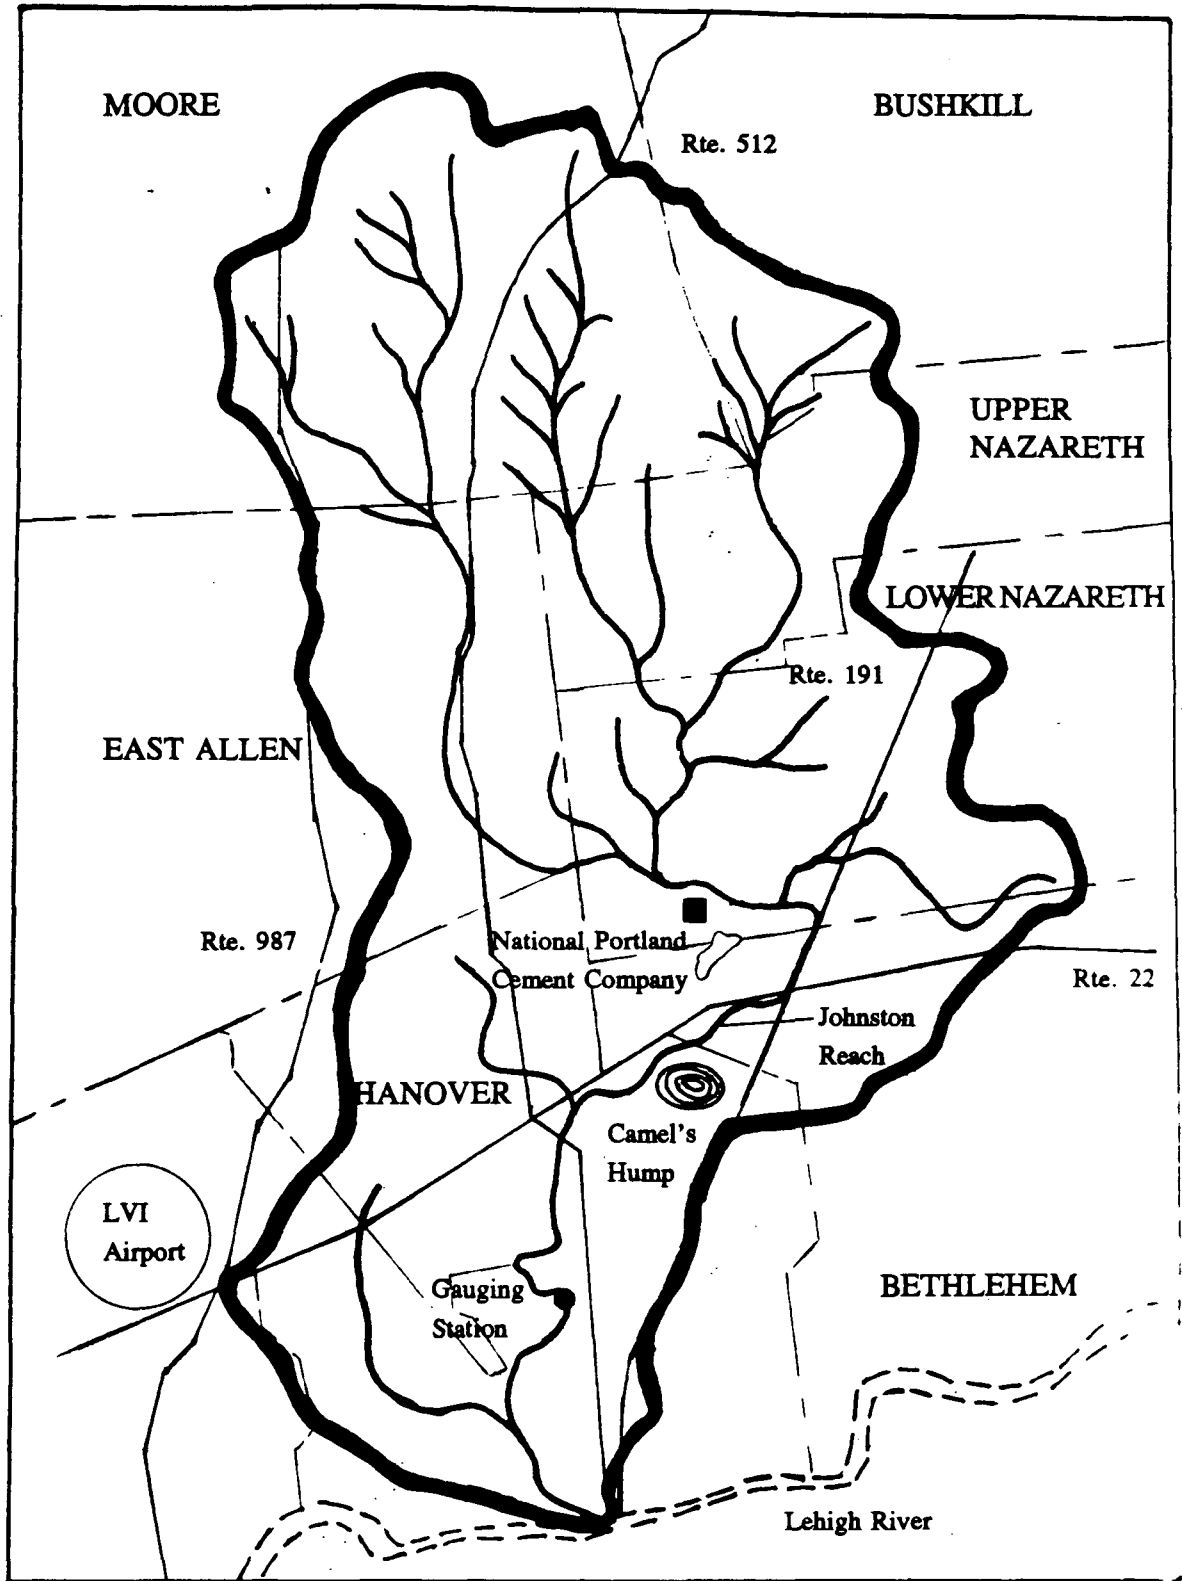 MOORE
BUSHKILL
Rte. 512
UPPER
NAZARETH
LOWER NAZARETH
Rte. 191
EAST ALLEN
Rte. 987
National Portland
Cement Company
Rte. 22
Johnston
Reach
HANOVER
Camel's
Hump
LVI
Airport
Gauging
Station
BETHLEHEM
Lehigh River